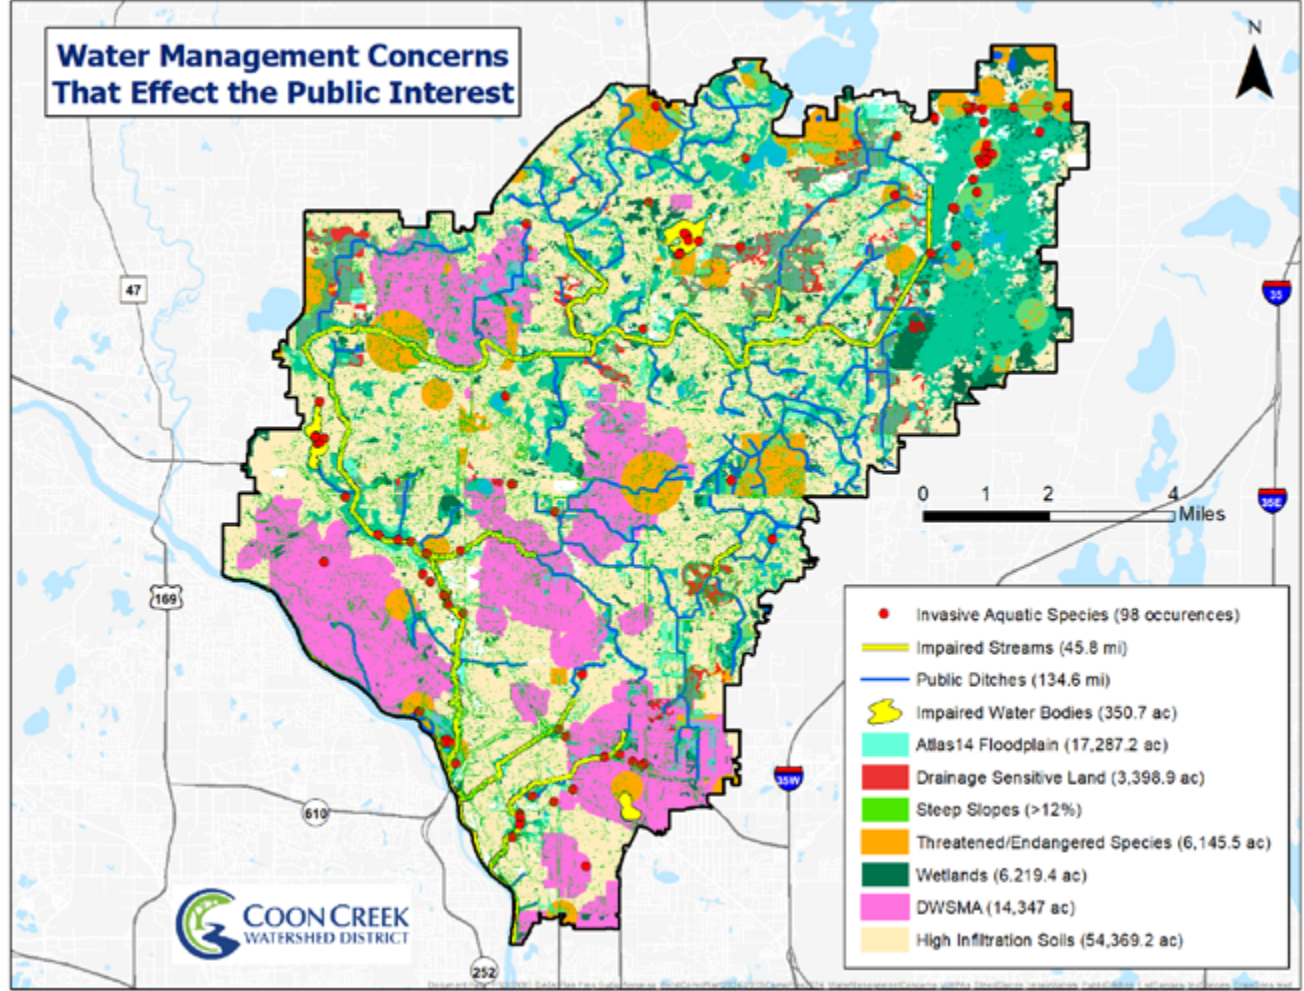 Water Management Concerns
That Effect the Public Interest
N
47
35
35E
0 1 2 4
Miles
169
Invasive Aquatic Species (98 occurences)
Impaired Streams (45.8 mi)
Public Ditches (134.6 mi)
Impaired Water Bodies (350.7 ac)
Atlas14 Floodplain (17,287.2 ac)
Drainage Sensitive Land (3,398.9 ac)
Steep Slopes (>12%)
Threatened/Endangered Species (6,145.5 ac)
Wetlands (6,219.4 ac)
DWSMA (14,347 ac)
High Infiltration Soils (54,369.2 ac)
35W
610
COON CREEK
WATERSHED DISTRICT
252